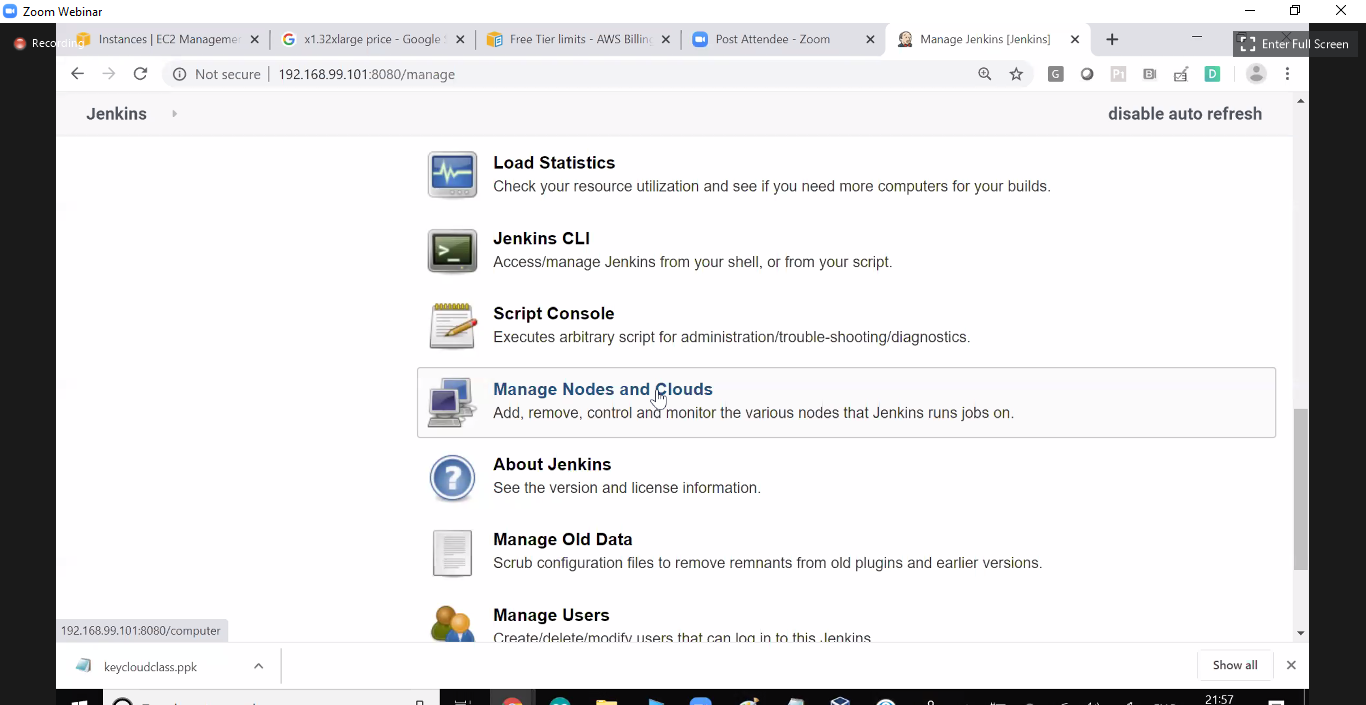 Zoom Webinar
Recording
Instances | EC2 Managemen
x1.32xlarge price - Google
Free Tier limits - AWS Billing
Post Attendee - Zoom
Manage Jenkins [Jenkins]
Enter Full Screen
Not secure
192.168.99.101:8080/manage
Jenkins
disable auto refresh
Load Statistics
Check your resource utilization and see if you need more computers for your builds.
Jenkins CLI
Access/manage Jenkins from your shell, or from your script.
Script Console
Executes arbitrary script for administration/trouble-shooting/diagnostics.
Manage Nodes and Clouds
Add, remove, control and monitor the various nodes that Jenkins runs jobs on.
About Jenkins
See the version and license information.
Manage Old Data
Scrub configuration files to remove remnants from old plugins and earlier versions.
Manage Users
Create/delete/modify users that can log in to this Jenkins
192.168.99.101:8080/computer
keycloudclass.ppk
Show all
21:57